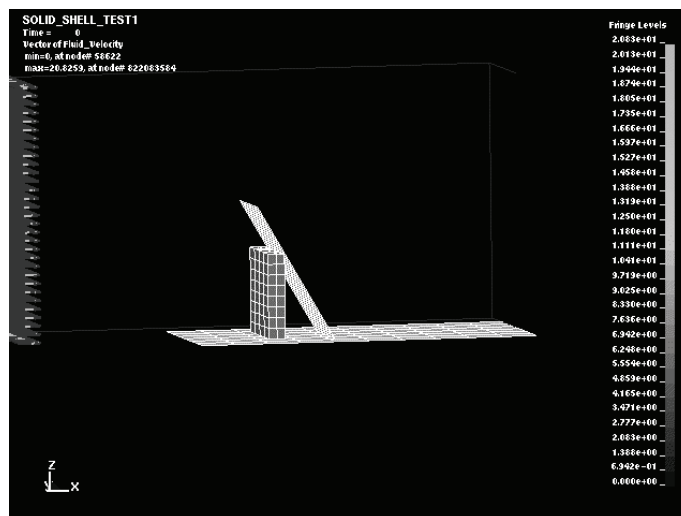 SOLID_SHELL_TEST1
Time = 0
Vector of Fluid_Velocity
min=0, at node# 58622
max=20.8259, at node# 822083584
Fringe Levels
2.083e+01
2.013e+01
1.944e+01
1.874e+01
1.805e+01
1.735e+01
1.666e+01
1.597e+01
1.527e+01
1.458e+01
1.388e+01
1.319e+01
1.250e+01
1.180e+01
1.111e+01
1.041e+01
9.719e+00
9.025e+00
8.330e+00
7.636e+00
6.942e+00
6.248e+00
5.554e+00
4.859e+00
4.165e+00
3.471e+00
2.777e+00
2.083e+00
1.388e+00
6.942e-01
0.000e+00
Z
Y
X